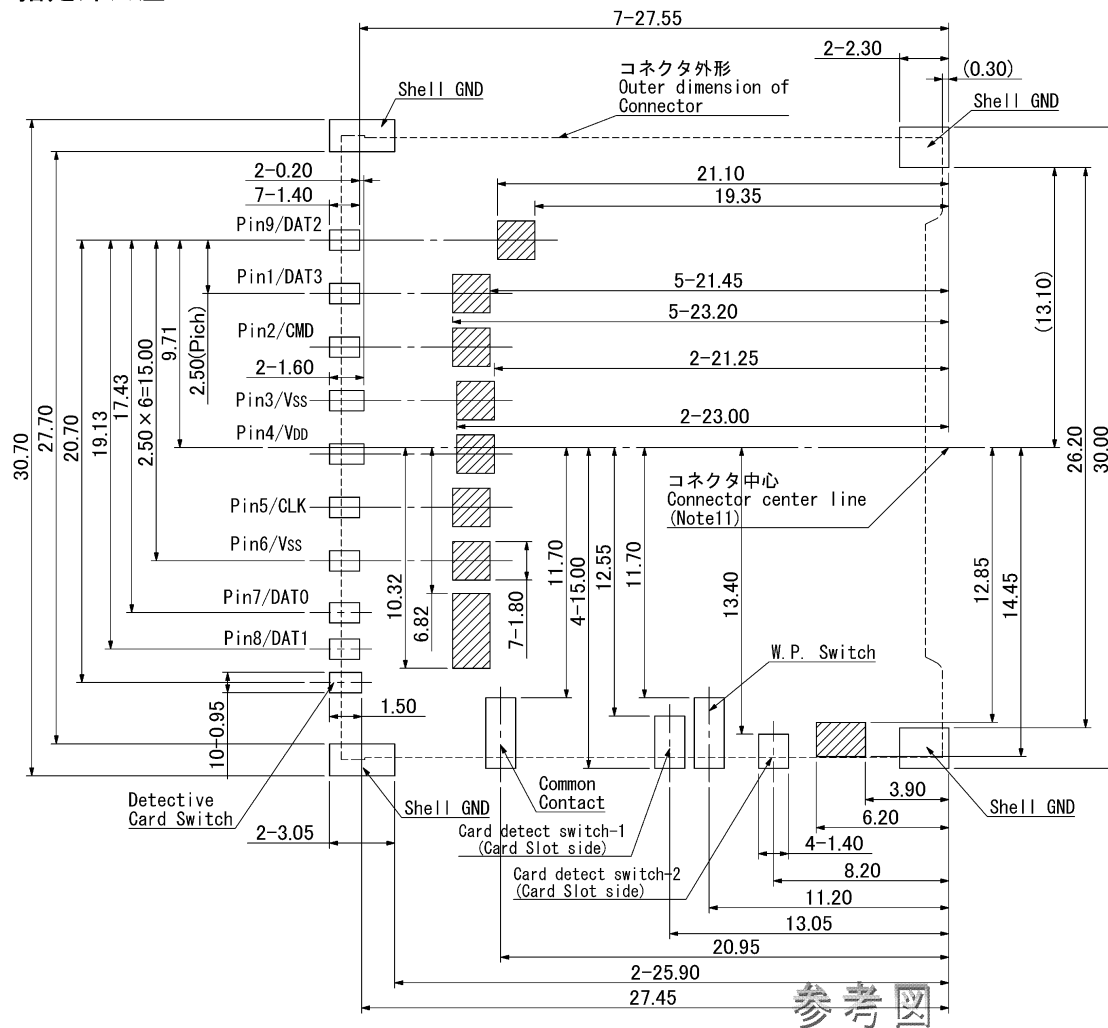 7-27.55
2-2.30
(0.30)
コネクタ外形
Outer dimension of
Connector
Shell GND
Shell GND
2-0.20
7-1.40
21.10
19.35
Pin9/DAT2
Pin1/DAT3
5-21.45
5-23.20
Pin2/CMD
2-1.60
2-21.25
Pin3/Vss
2-23.00
Pin4/VDD
30.70
27.70
20.70
19.13
17.43
2.50×6=15.00
9.71
2.50(Pich)
(13.10)
26.20
30.00
コネクタ中心
Connector center line
(Note11)
Pin5/CLK
Pin6/Vss
Pin7/DAT0
Pin8/DAT1
10.32
6.82
7-1.80
11.70
4-15.00
12.55
11.70
13.40
12.85
14.45
W.P. Switch
10-0.95
1.50
Detective
Card Switch
Shell GND
Common
Contact
3.90
Shell GND
2-3.05
Card detect switch-1
(Card Slot side)
6.20
4-1.40
Card detect switch-2
(Card Slot side)
8.20
11.20
13.05
20.95
2-25.90
27.45
参考図